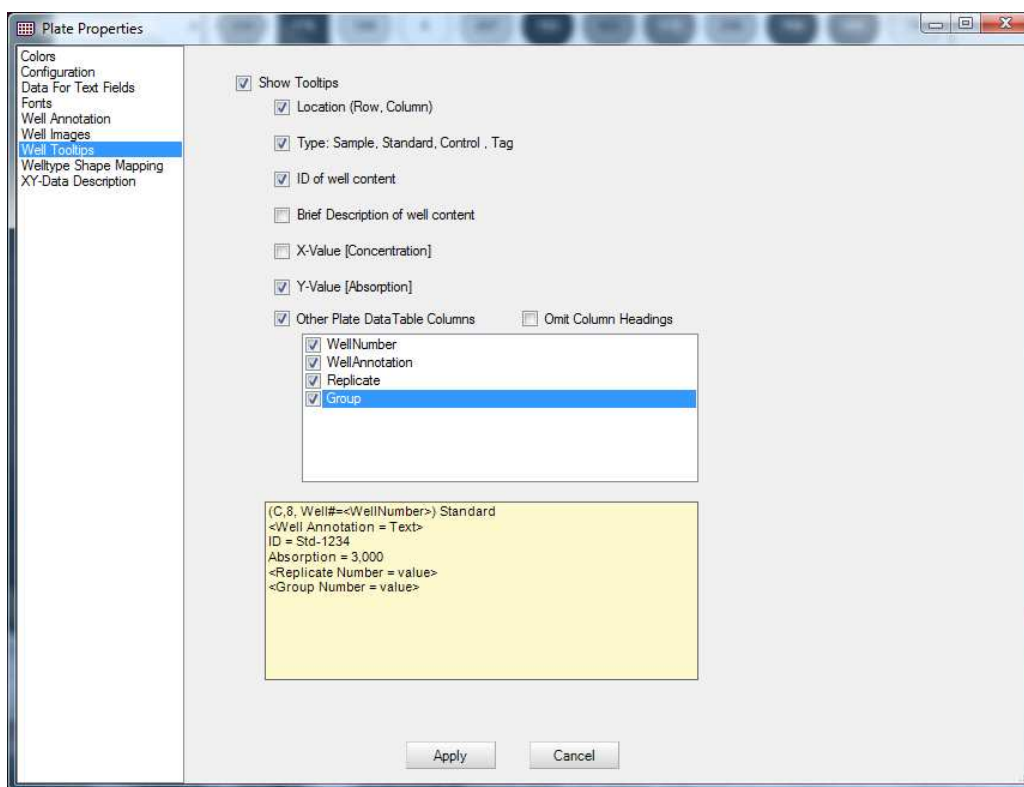 Plate Properties
Colors
Configuration
Data For Text Fields
Fonts
Well Annotation
Well Images
Well Tooltips
Welltype Shape Mapping
XY-Data Description
Show Tooltips
Location (Row, Column)
Type: Sample, Standard, Control , Tag
ID of well content
Brief Description of well content
X-Value [Concentration]
Y-Value [Absorption]
Other Plate DataTable Columns
Omit Column Headings
WellNumber
WellAnnotation
Replicate
Group
(C,8, Well#=<WellNumber>) Standard
<Well Annotation = Text>
ID = Std-1234
Absorption = 3,000
<Replicate Number = value>
<Group Number = value>
Apply
Cancel